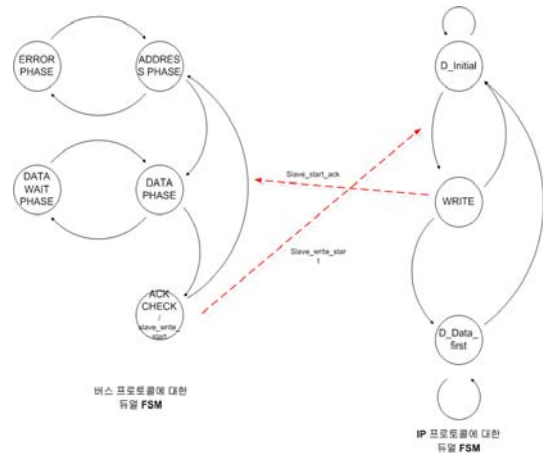 ERROR
PHASE
ADDRES
S PHASE
D_Initial
DATA
WAIT
PHASE
DATA
PHASE
Slave_start_ack
WRITE
Slave_write_star
t
ACK
CHECK
/
slave_write_
start
D_Data_
first
버스 프로토콜에 대한
듀얼 FSM
IP 프로토콜에 대한
듀얼 FSM